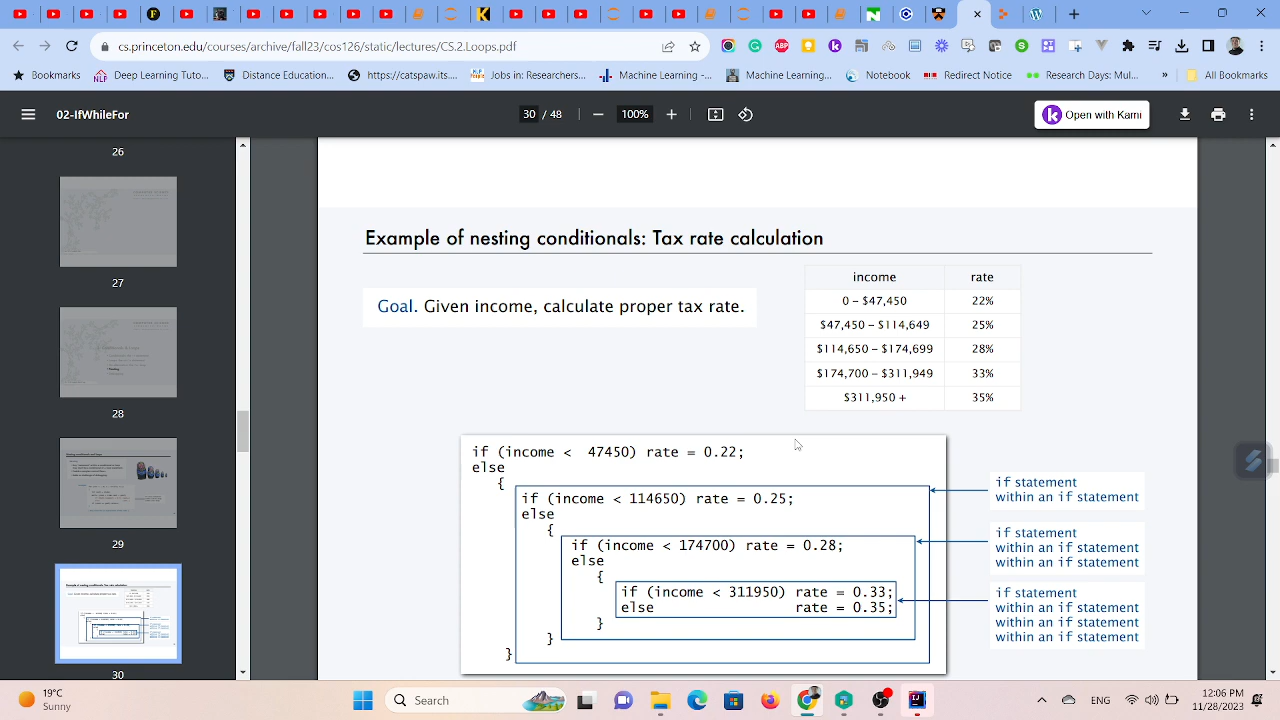 cs.princeton.edu/courses/archive/fall23/cos126/static/lectures/CS.2.Loops.pdf
Bookmarks
Deep Learning Tuto...
Distance Education...
https://catspaw.its....
Jobs in Researchers...
Machine Learning -...
Machine Learning...
Notebook
Redirect Notice
Research Days: Mul...
»
All Bookmarks
02-IfWhileFor
30 / 48
100%
Open with Kami
26
27
28
29
30
Example of nesting conditionals: Tax rate calculation
Goal. Given income, calculate proper tax rate.
income rate
0 – $47,450 22%
$47,450 – $114,649 25%
$114,650 – $174,699 28%
$174,700 – $311,949 33%
$311,950 + 35%
if (income <  47450) rate = 0.22;
else
{
if (income < 114650) rate = 0.25;
else
{
if (income < 174700) rate = 0.28;
else
{
if (income < 311950) rate = 0.33;
else rate = 0.35;
}
}
}
if statement
within an if statement
if statement
within an if statement
within an if statement
if statement
within an if statement
within an if statement
within an if statement
19°C
Sunny
Search
ENG
12:06 PM
11/28/2023